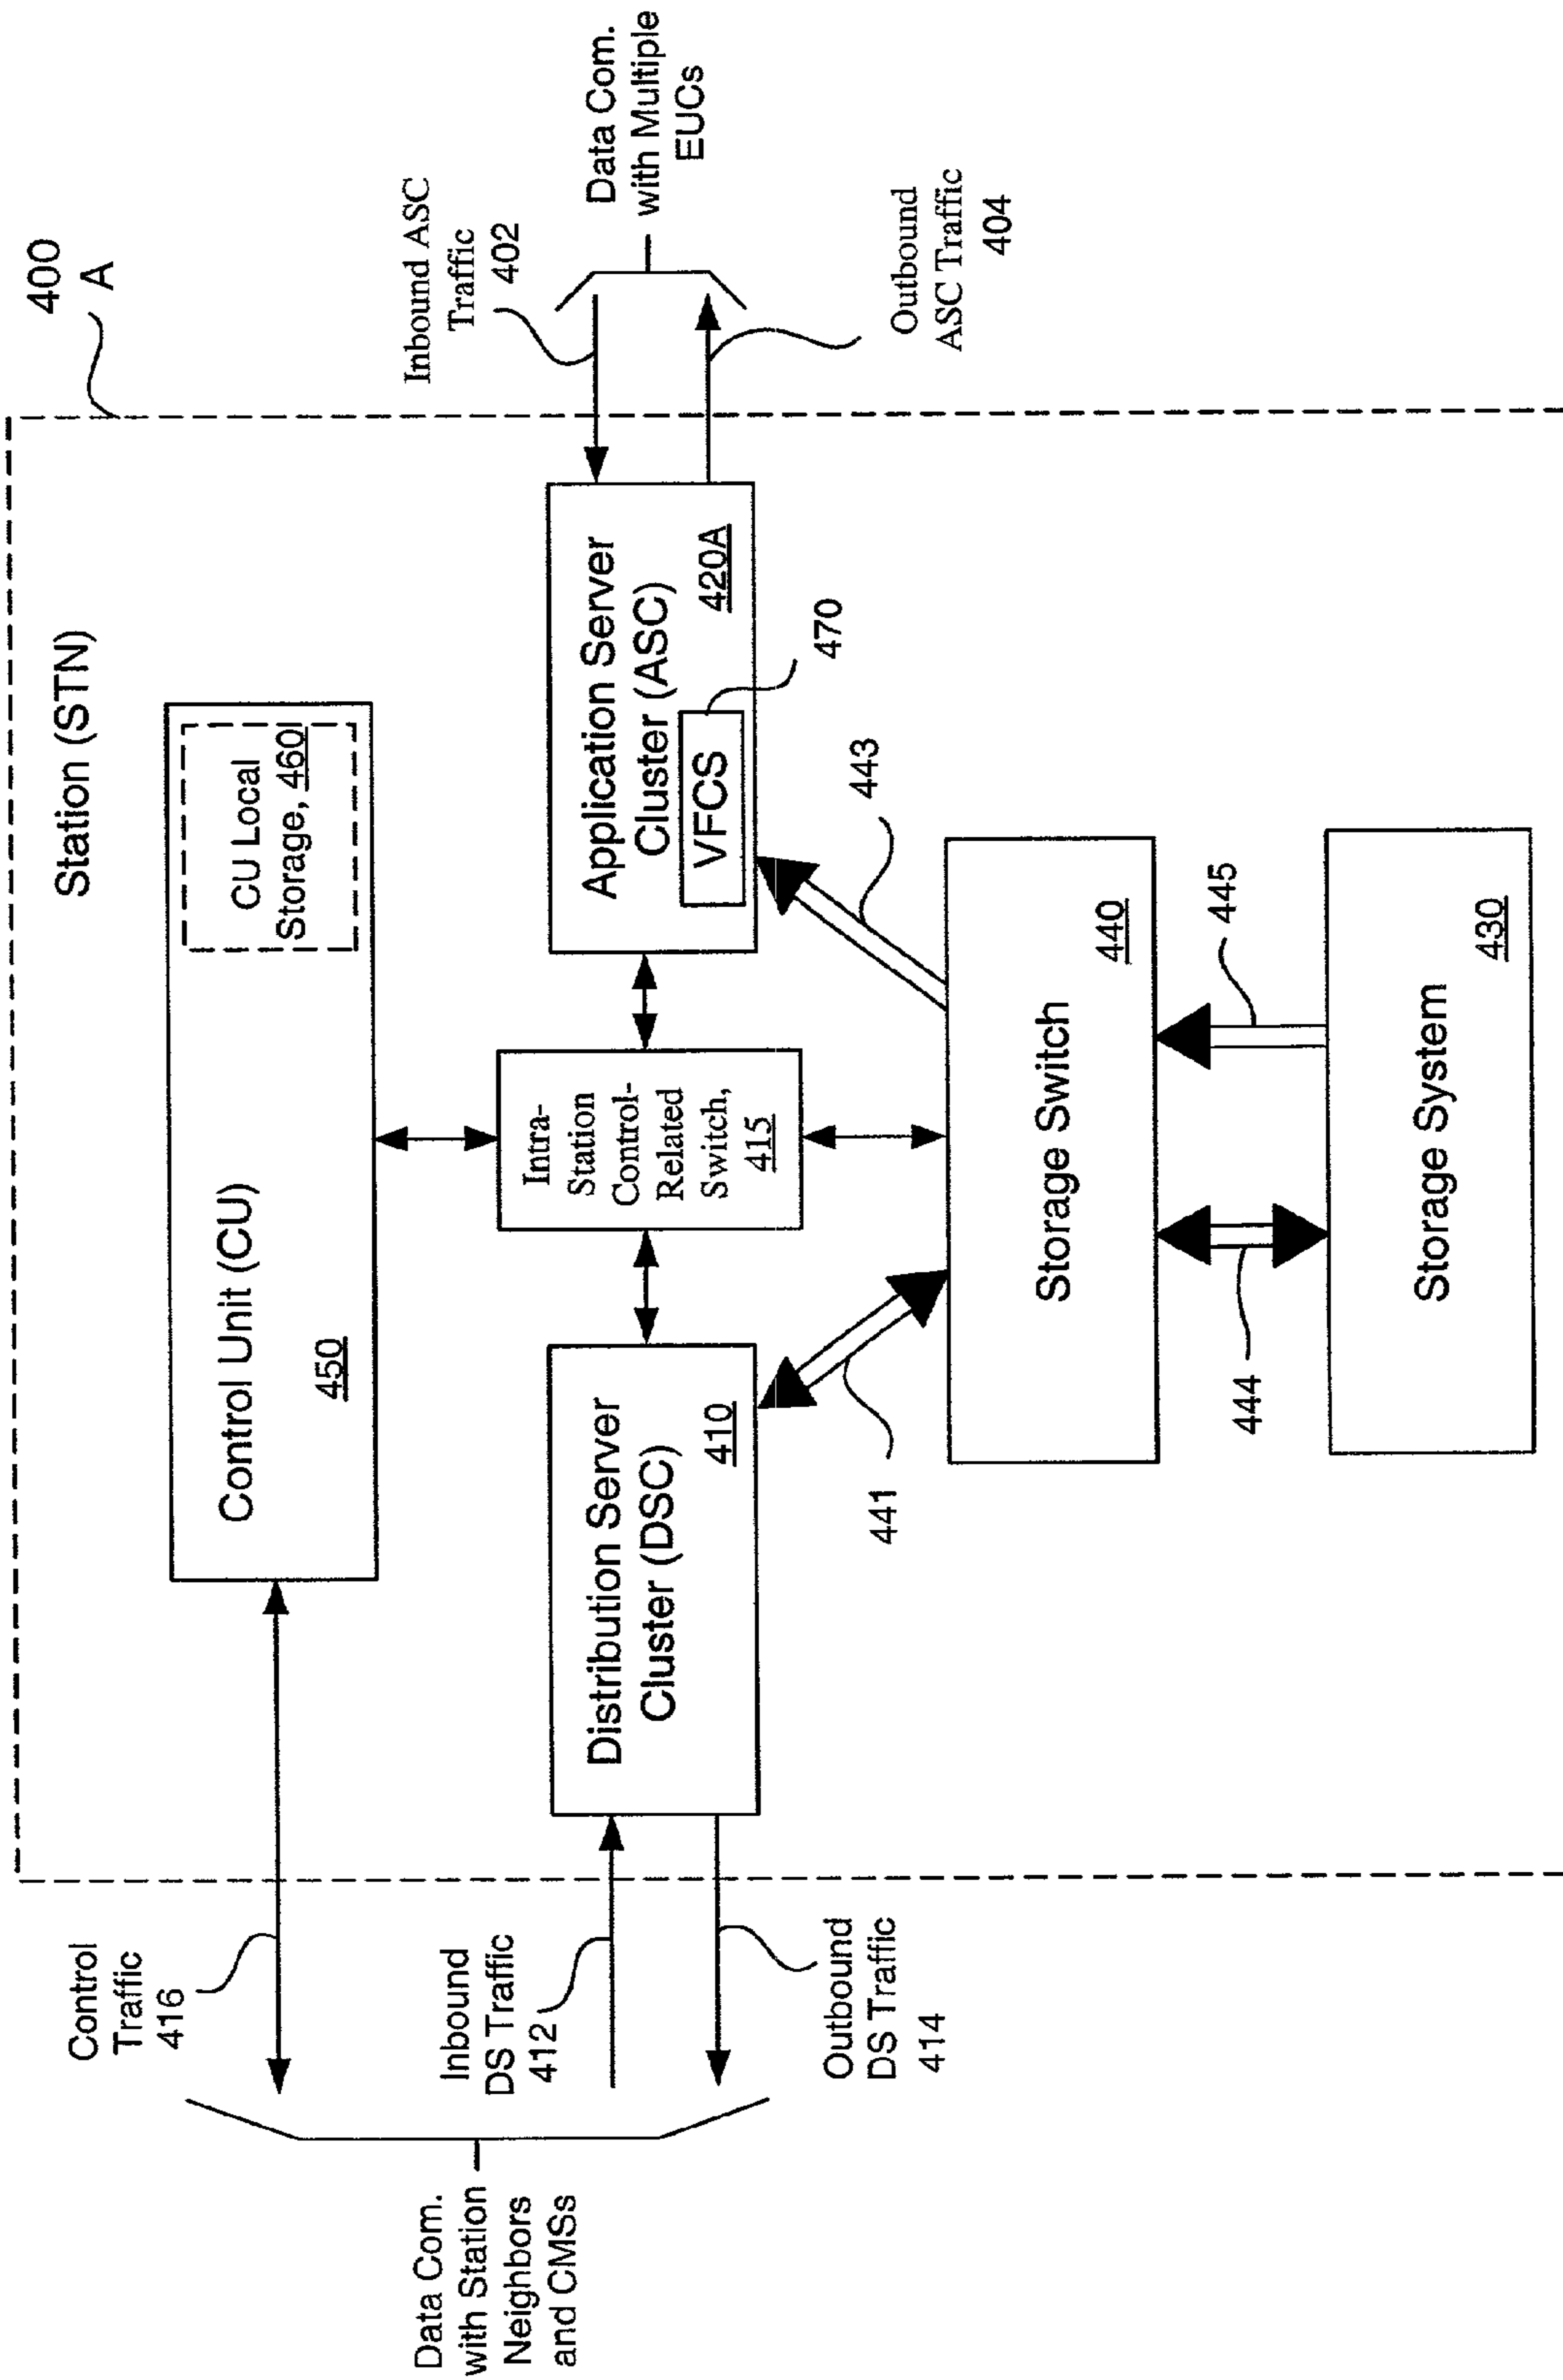 400
A
Station (STN)
Control Unit (CU)
450
CU Local
Storage, 460
Control
Traffic
416
Inbound
DS Traffic
412
Outbound
DS Traffic
414
Data Com.
with Station
Neighbors
and CMSs
Distribution Server
Cluster (DSC)
410
Intra-
Station
Control-
Related
Switch,
415
Application Server
Cluster (ASC)
420A
VFCS
470
Inbound ASC
Traffic
402
Outbound
ASC Traffic
404
Data Com.
with Multiple
EUCs
441
443
Storage Switch
440
444
445
Storage System
430